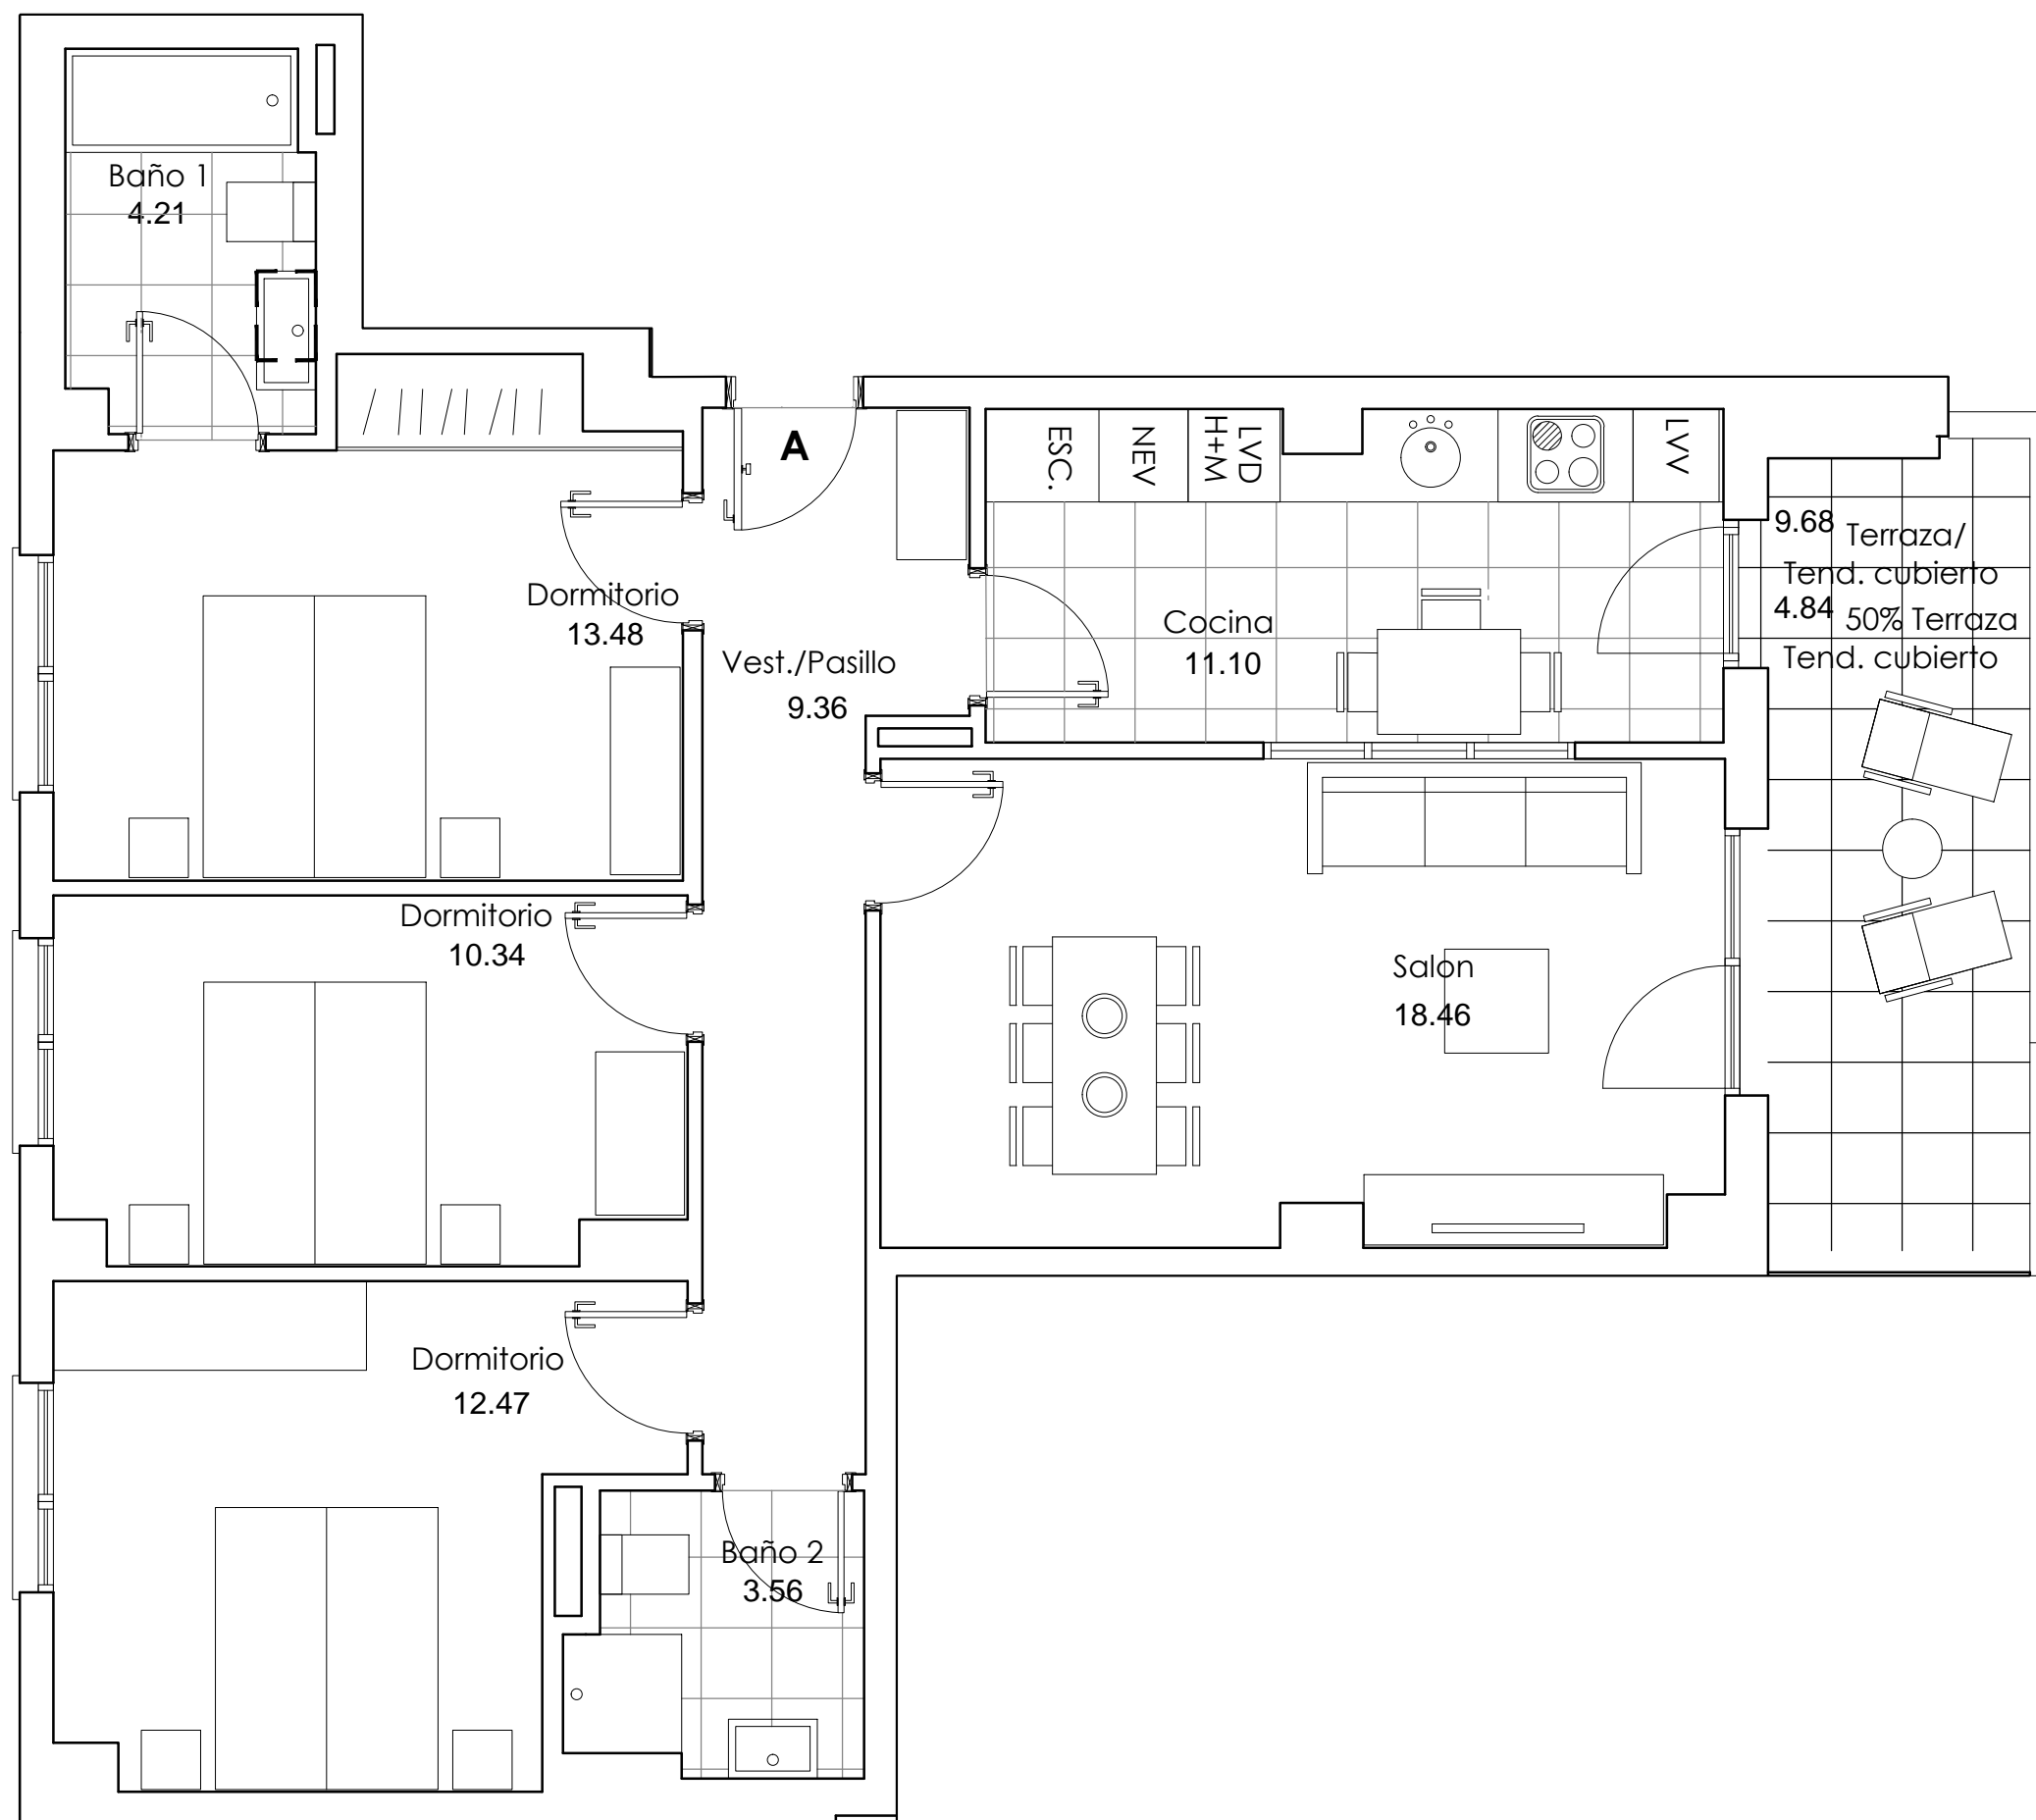 Baño 1
4.21
A
ESC.
NEV
LVD
H+M
LVV
9.68 Terraza/
Tend. cubierto
4.84 50% Terraza
Tend. cubierto
Dormitorio
13.48
Cocina
11.10
Vest./Pasillo
9.36
Dormitorio
10.34
Salon
18.46
Dormitorio
12.47
Baño 2
3.56